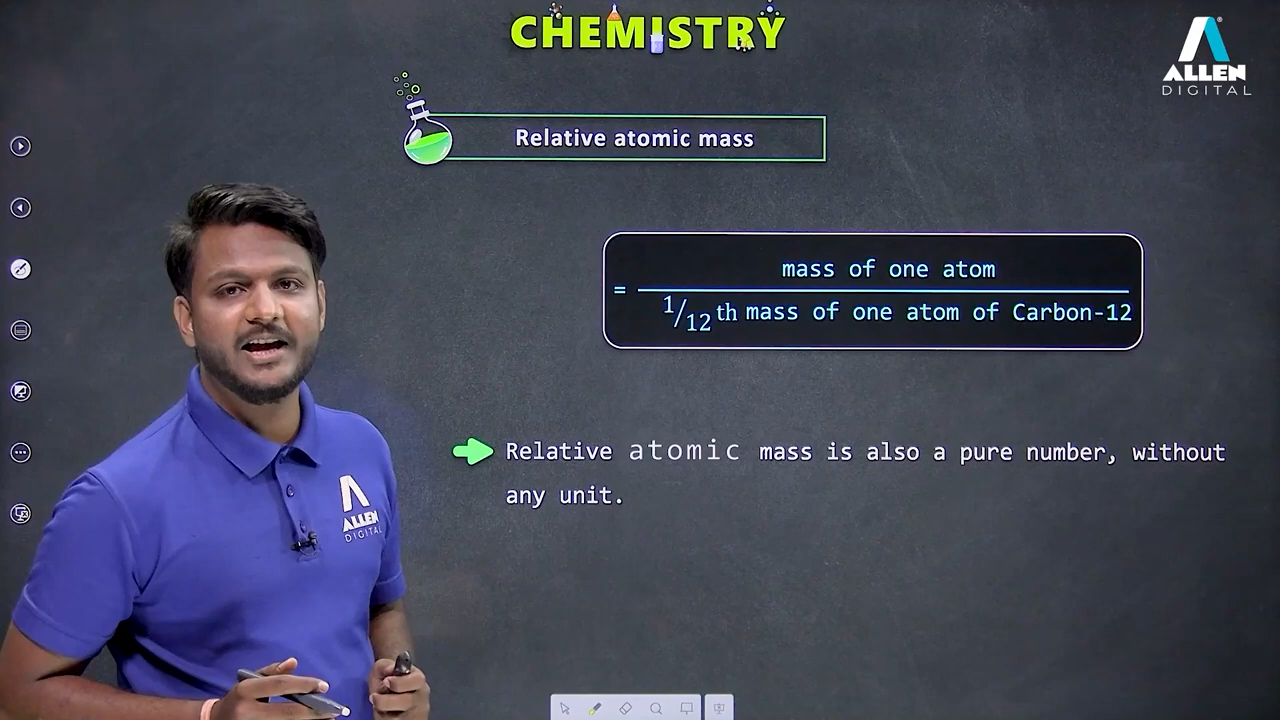 CHEMISTRY
ALLEN
DIGITAL
Relative atomic mass
= mass of one atom
1/12 th mass of one atom of Carbon-12
Relative atomic mass is also a pure number, without
any unit.
ALLEN
DIGITAL